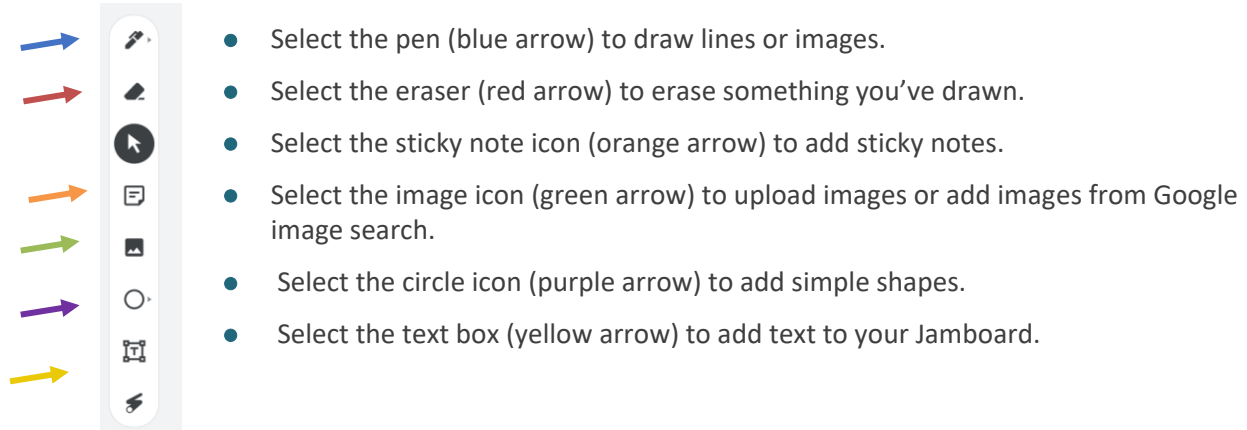 ● Select the pen (blue arrow) to draw lines or images.
● Select the eraser (red arrow) to erase something you’ve drawn.
● Select the sticky note icon (orange arrow) to add sticky notes.
● Select the image icon (green arrow) to upload images or add images from Google
image search.
● Select the circle icon (purple arrow) to add simple shapes.
● Select the text box (yellow arrow) to add text to your Jamboard.